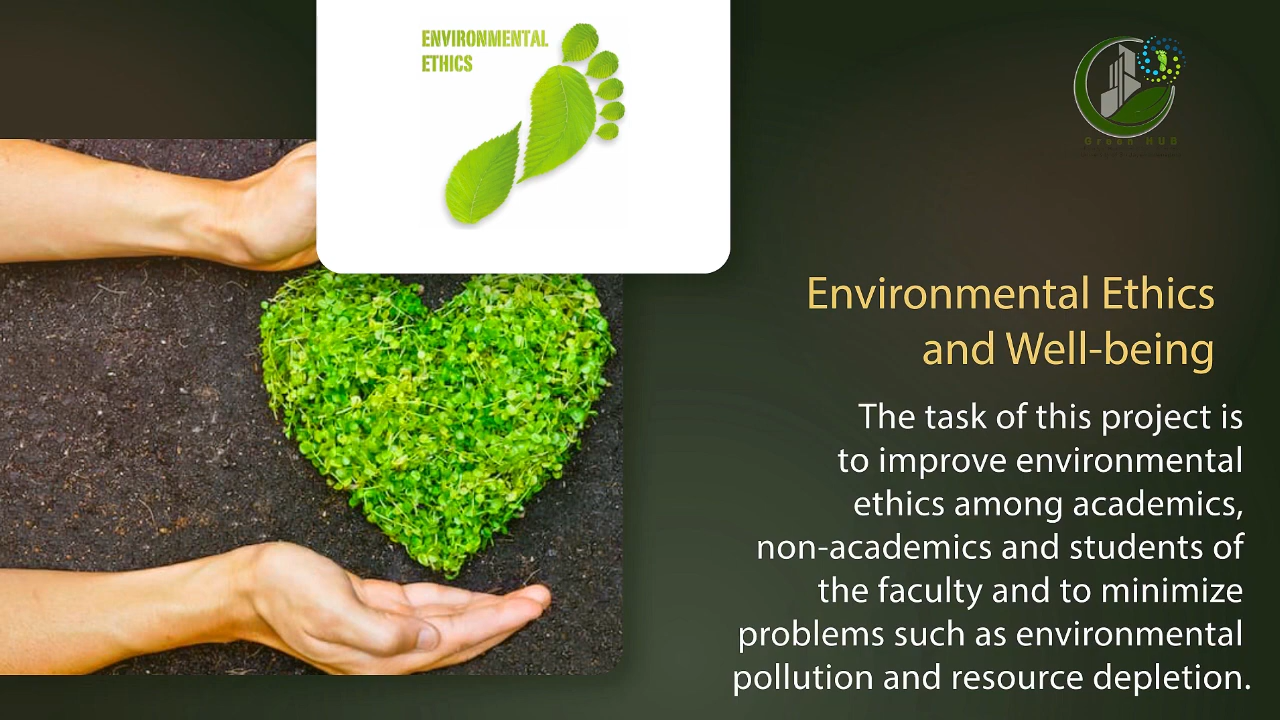 ENVIRONMENTAL
ETHICS
Green HUB
Environmental Ethics
and Well-being
The task of this project is
to improve environmental
ethics among academics,
non-academics and students of
the faculty and to minimize
problems such as environmental
pollution and resource depletion.